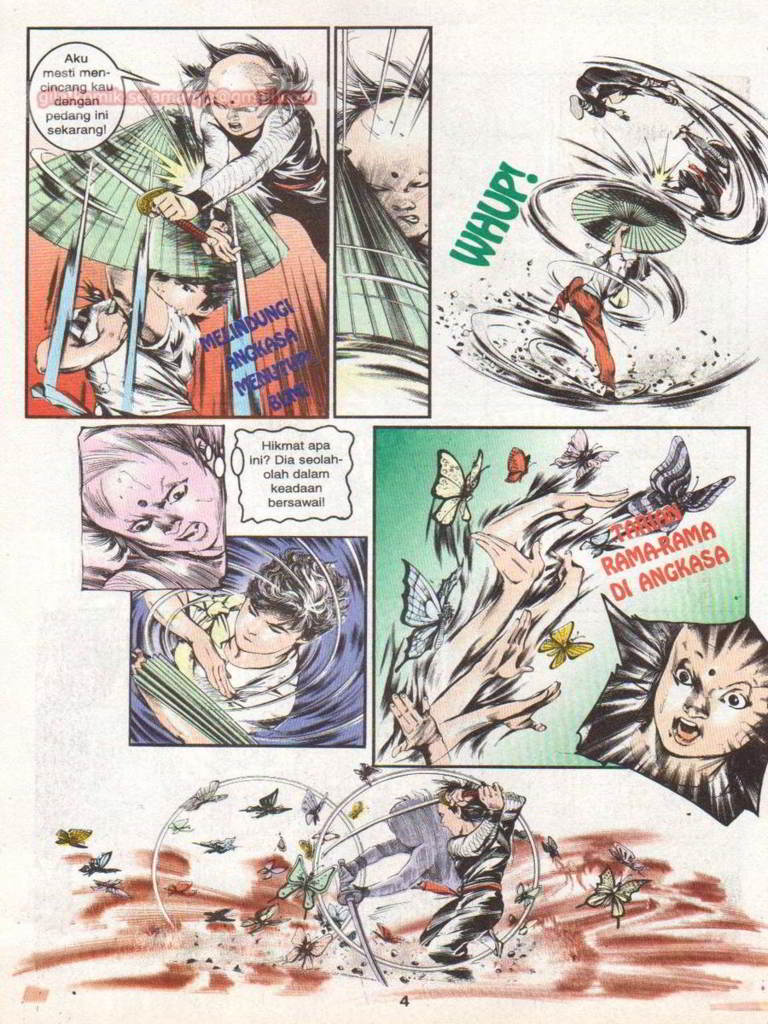 Aku
mesti men-
cincang kau
dengan
pedang ini
sekarang!
MELINDUNGI
ANGKASA
MENUTUPI
BUMI
WHUP!
Hikmat apa
ini? Dia seolah-
olah dalam
keadaan
bersawai!
TARIAN
RAMA-RAMA
DI ANGKASA
4